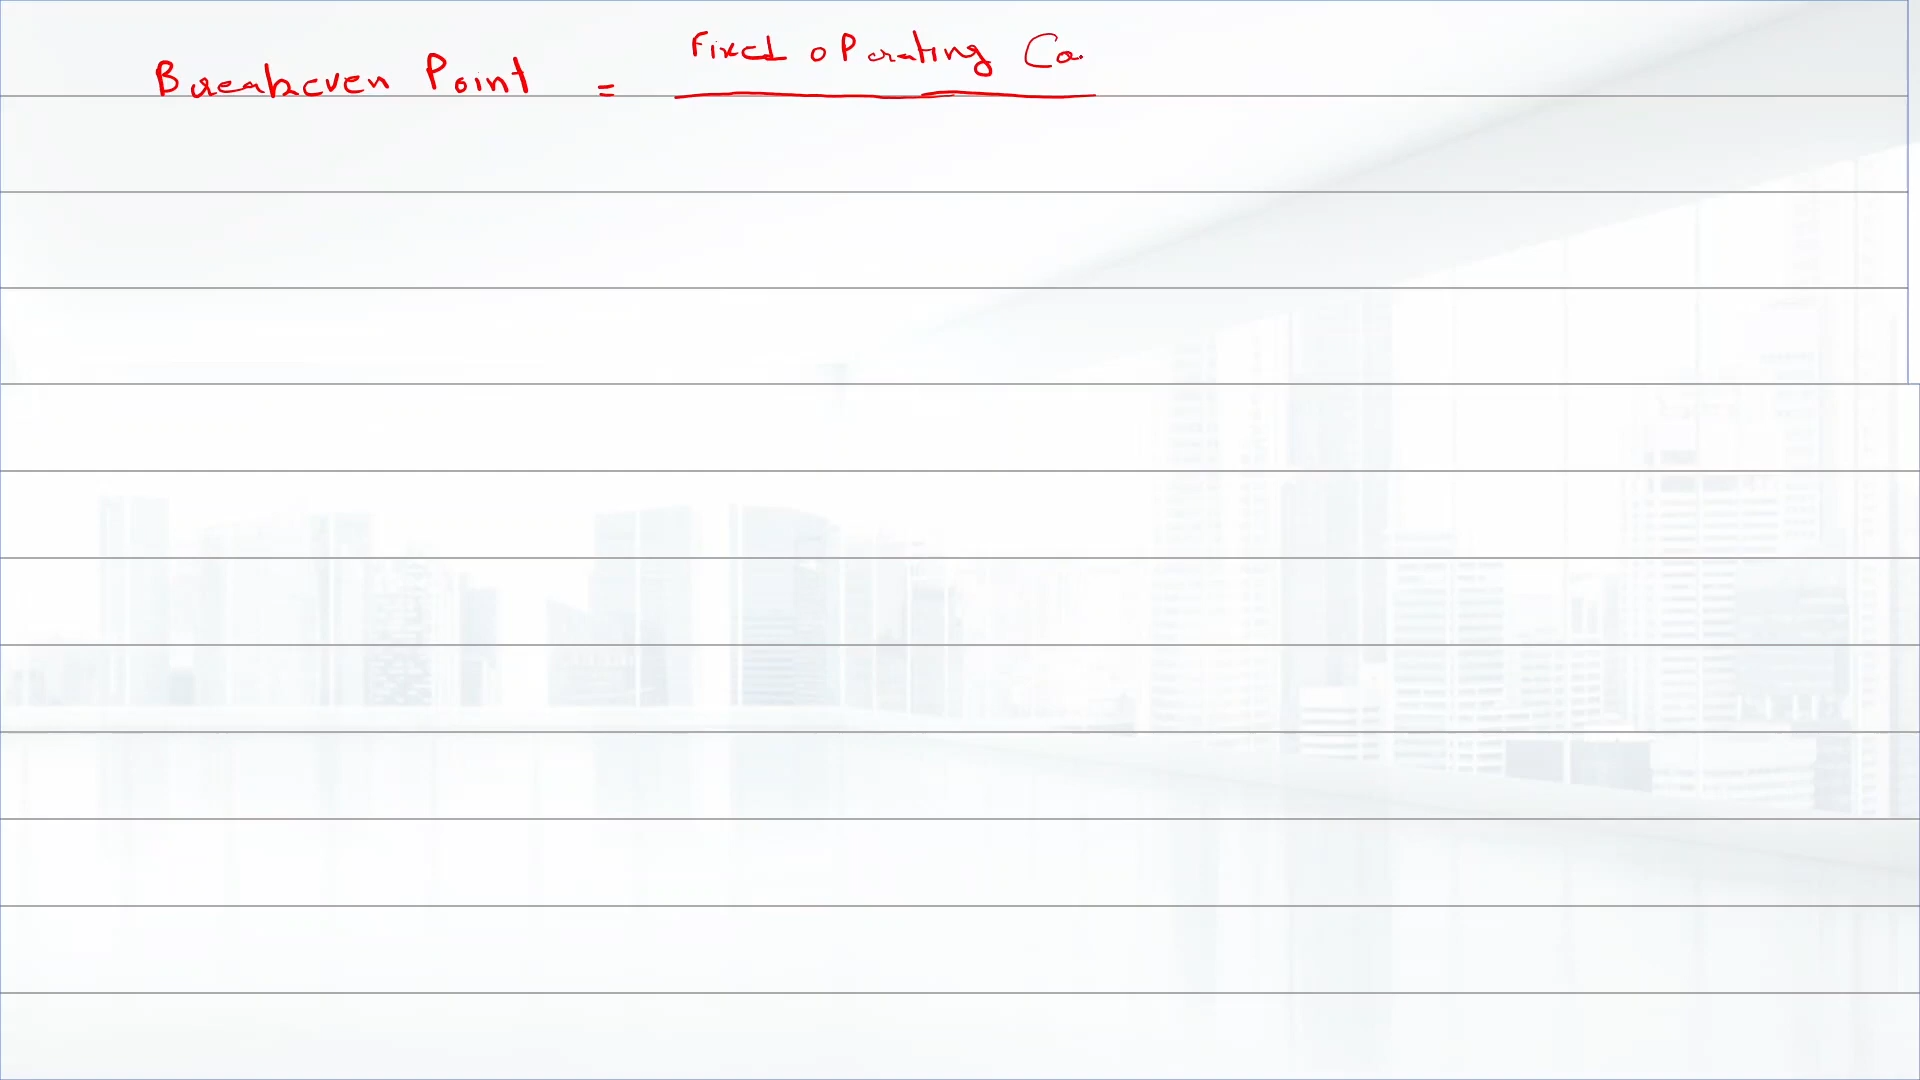 Breakeven Point = Fixed operating Co